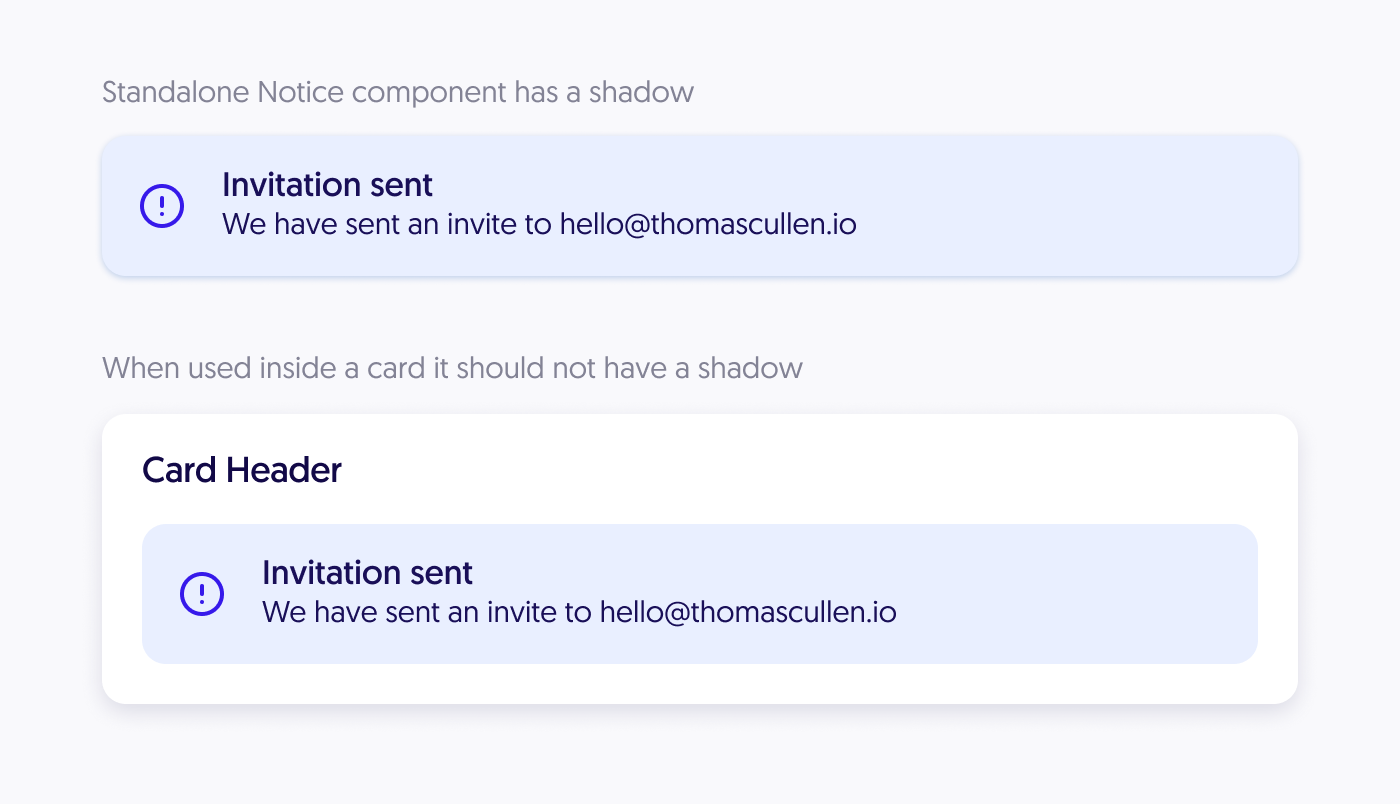 Standalone Notice component has a shadow
Invitation sent
We have sent an invite to hello@thomascullen.io
When used inside a card it should not have a shadow
Card Header
Invitation sent
We have sent an invite to hello@thomascullen.io